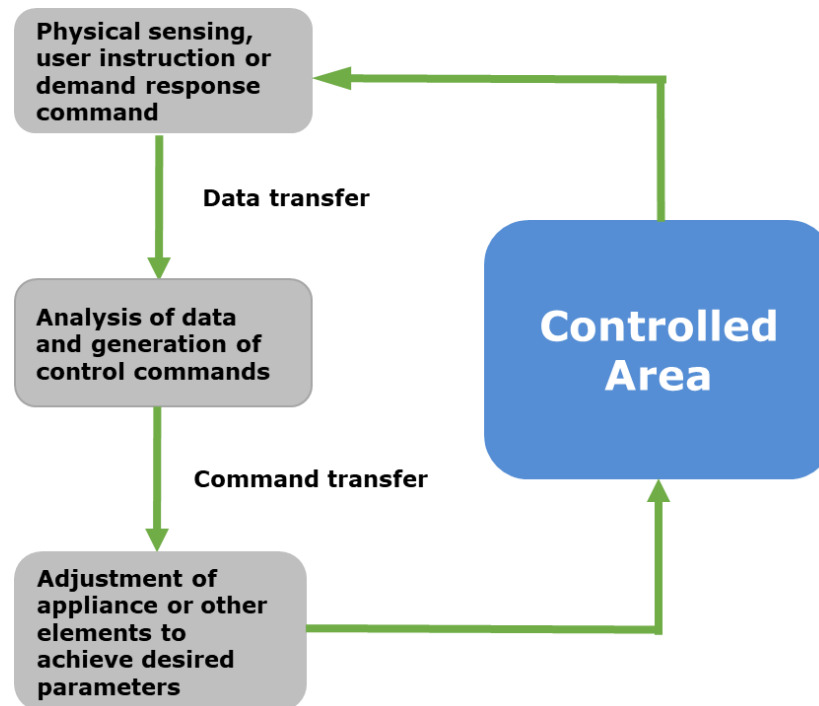 Physical sensing,
user instruction or
demand response
command
Data transfer
Analysis of data
and generation of
control commands
Command transfer
Adjustment of
appliance or other
elements to
achieve desired
parameters
Controlled
Area